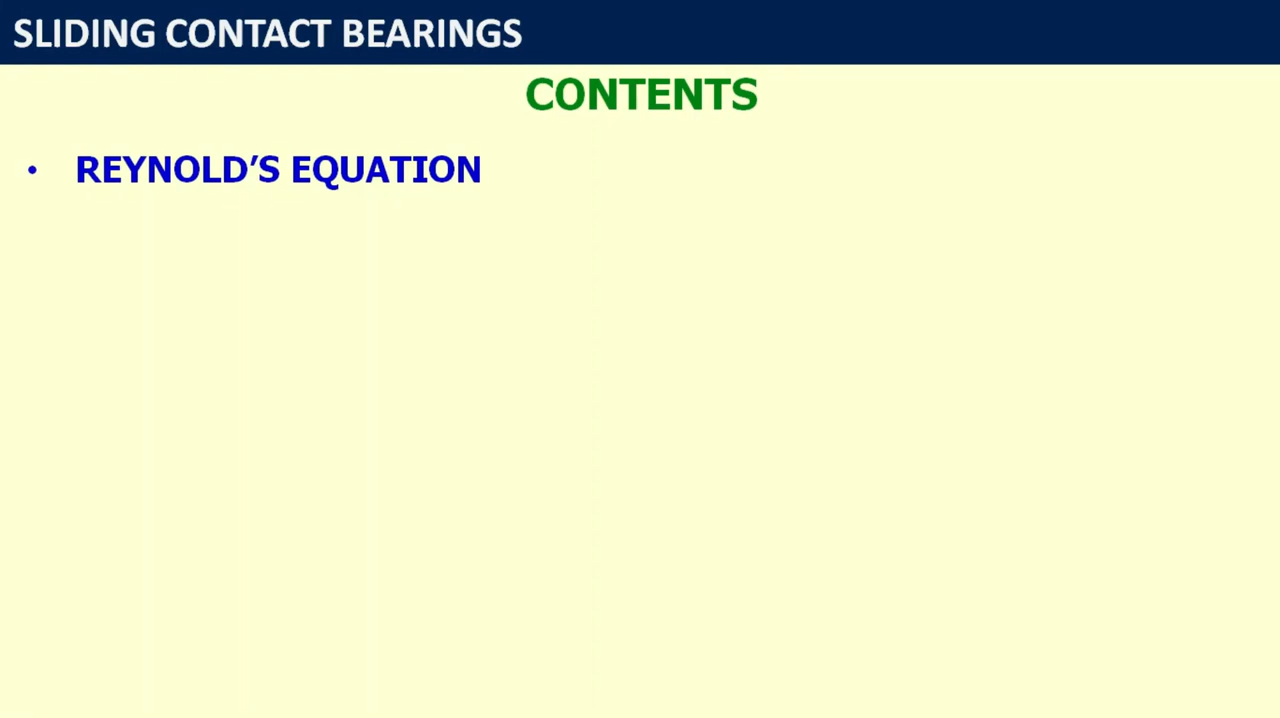 SLIDING CONTACT BEARINGS
CONTENTS
• REYNOLD’S EQUATION